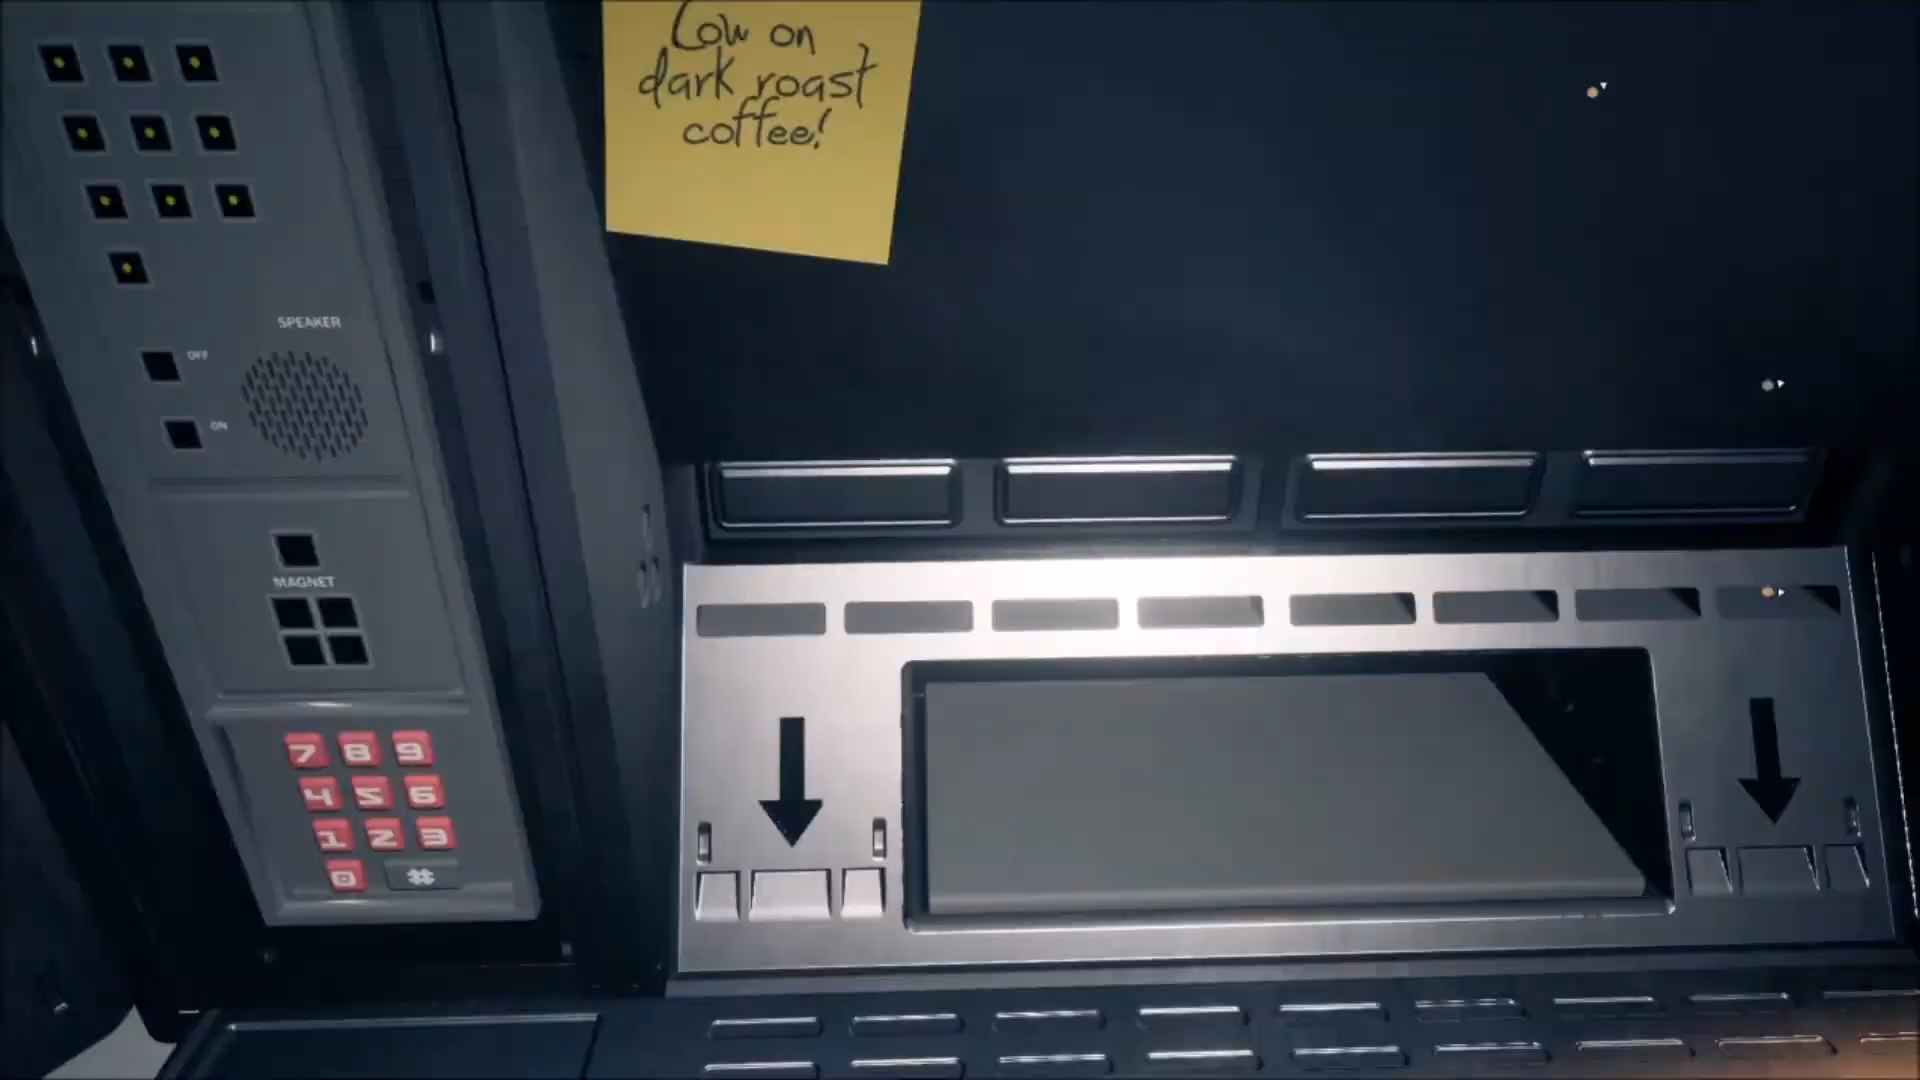 Low on
dark roast
coffee!
SPEAKER
OFF
ON
MAGNET
7 8 9
4 5 6
1 2 3
0 #